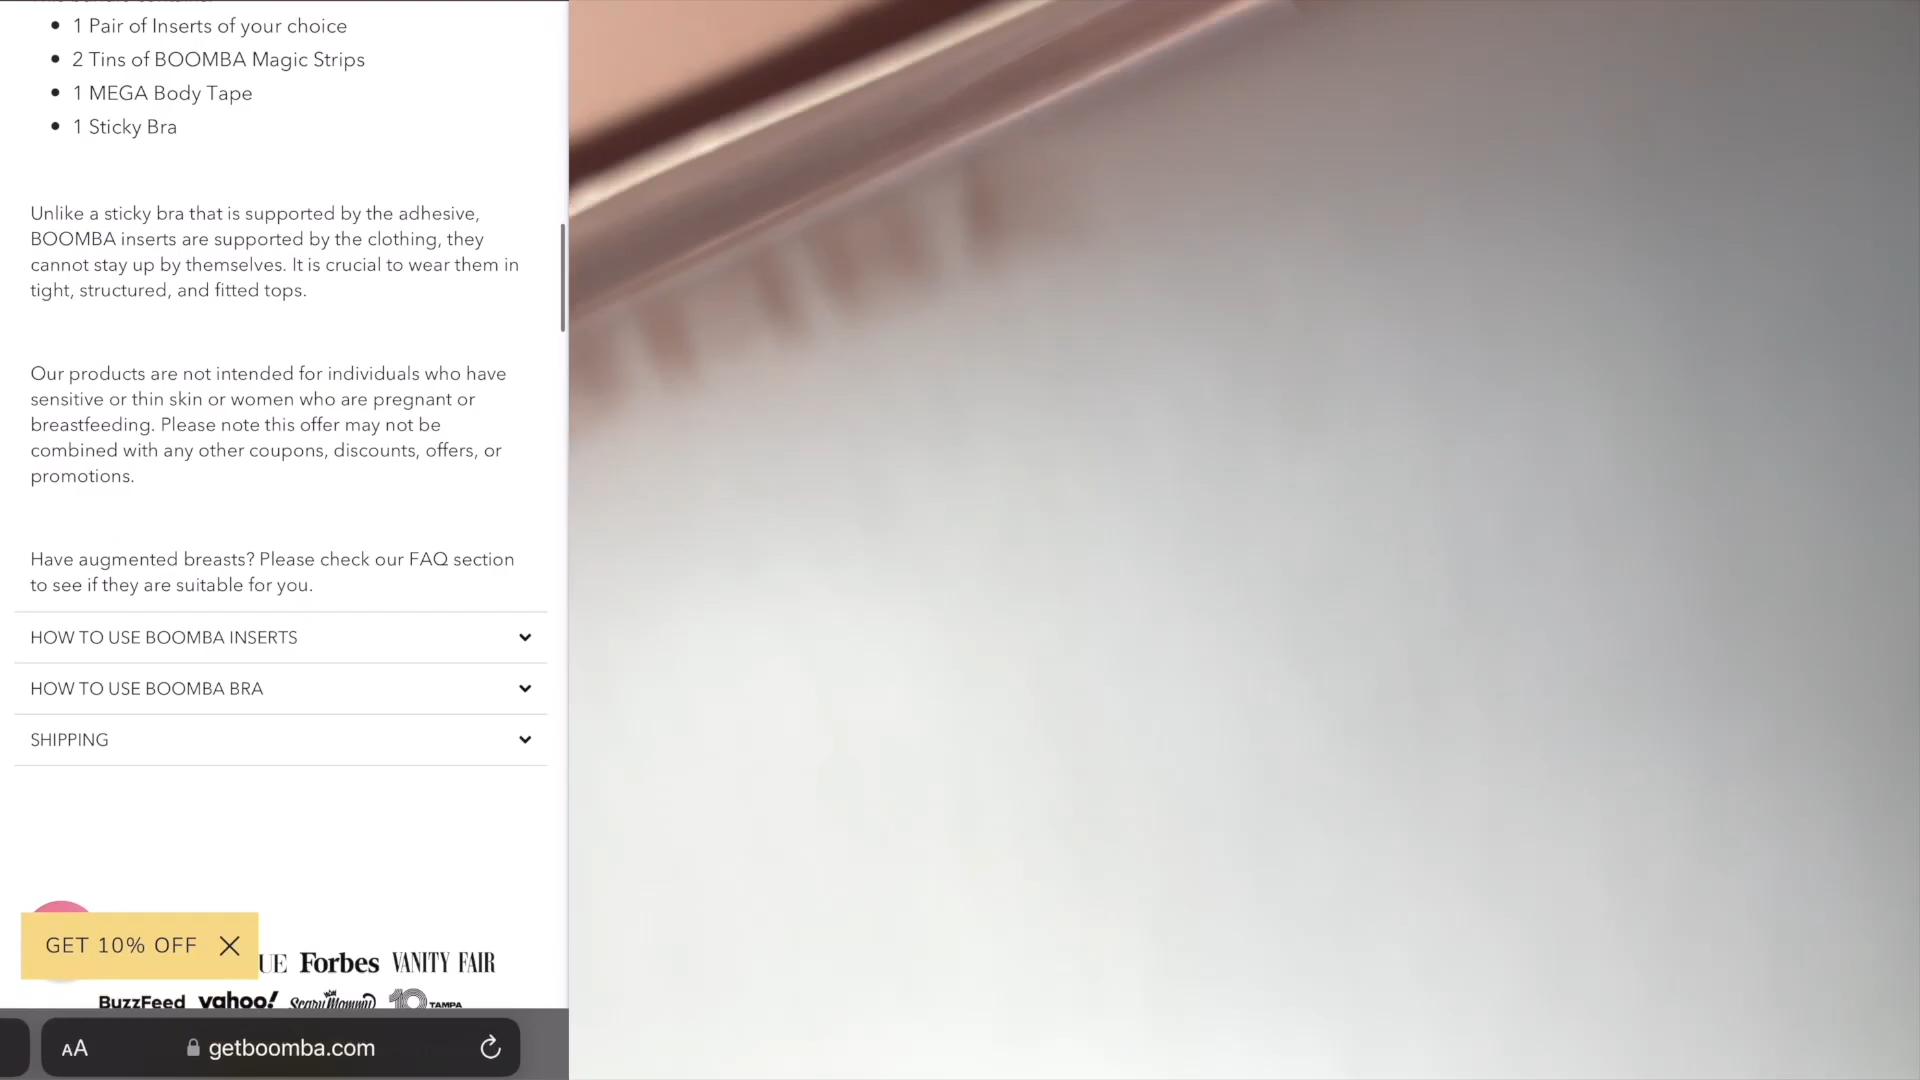 1 Pair of Inserts of your choice
2 Tins of BOOMBA Magic Strips
1 MEGA Body Tape
1 Sticky Bra
Unlike a sticky bra that is supported by the adhesive,
BOOMBA inserts are supported by the clothing, they
cannot stay up by themselves. It is crucial to wear them in
tight, structured, and fitted tops.
Our products are not intended for individuals who have
sensitive or thin skin or women who are pregnant or
breastfeeding. Please note this offer may not be
combined with any other coupons, discounts, offers, or
promotions.
Have augmented breasts? Please check our FAQ section
to see if they are suitable for you.
HOW TO USE BOOMBA INSERTS
HOW TO USE BOOMBA BRA
SHIPPING
GET 10% OFF
UE Forbes VANITY FAIR
BuzzFeed yahoo! Scary Mommy 10 TAMPA
AA getboomba.com